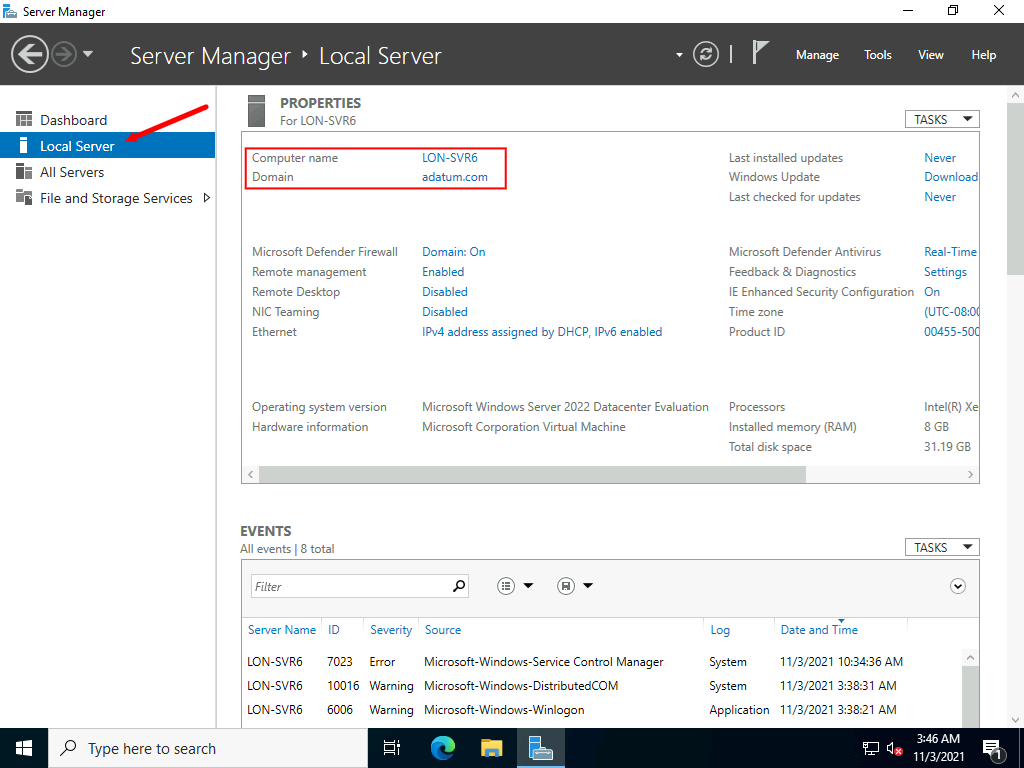 Server Manager
Server Manager ‣ Local Server
Manage Tools View Help
Dashboard
Local Server
All Servers
File and Storage Services
PROPERTIES
For LON-SVR6
TASKS
Computer name LON-SVR6
Domain adatum.com
Last installed updates Never
Windows Update Download
Last checked for updates Never
Microsoft Defender Firewall Domain: On
Remote management Enabled
Remote Desktop Disabled
NIC Teaming Disabled
Ethernet IPv4 address assigned by DHCP, IPv6 enabled
Microsoft Defender Antivirus Real-Time
Feedback & Diagnostics Settings
IE Enhanced Security Configuration On
Time zone (UTC-08:00
Product ID 00455-500
Operating system version Microsoft Windows Server 2022 Datacenter Evaluation
Hardware information Microsoft Corporation Virtual Machine
Processors Intel(R) Xe
Installed memory (RAM) 8 GB
Total disk space 31.19 GB
EVENTS
All events | 8 total
TASKS
Filter
Server Name ID Severity Source Log Date and Time
LON-SVR6 7023 Error Microsoft-Windows-Service Control Manager System 11/3/2021 10:34:36 AM
LON-SVR6 10016 Warning Microsoft-Windows-DistributedCOM System 11/3/2021 3:38:31 AM
LON-SVR6 6006 Warning Microsoft-Windows-Winlogon Application 11/3/2021 3:38:21 AM
Type here to search
3:46 AM
11/3/2021
1